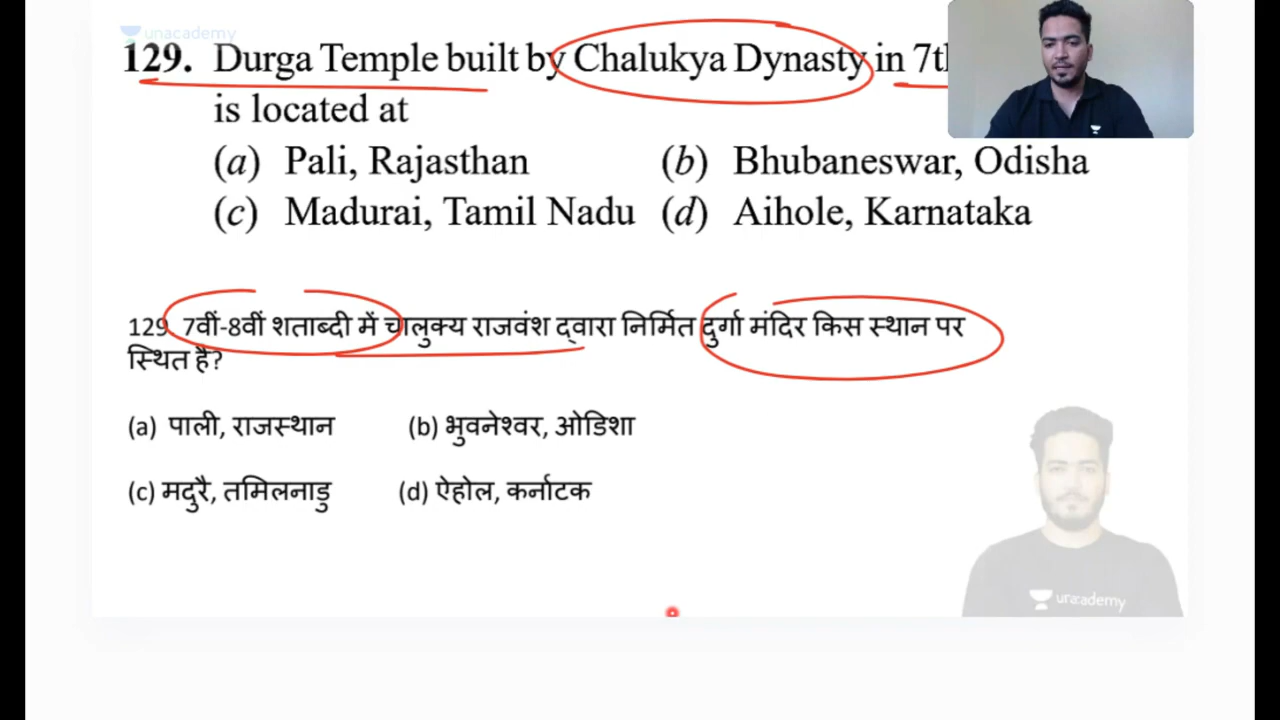 unacademy
129. Durga Temple built by Chalukya Dynasty in
is located at
(a) Pali, Rajasthan (b) Bhubaneswar, Odisha
(c) Madurai, Tamil Nadu (d) Aihole, Karnataka
129. 7वीं-8वीं शताब्दी में चालुक्य राजवंश द्वारा निर्मित दुर्गा मंदिर किस स्थान पर
स्थित है?
(a) पाली, राजस्थान (b) भुवनेश्वर, ओडिशा
(c) मदुरै, तमिलनाडु (d) ऐहोल, कर्नाटक
unacademy